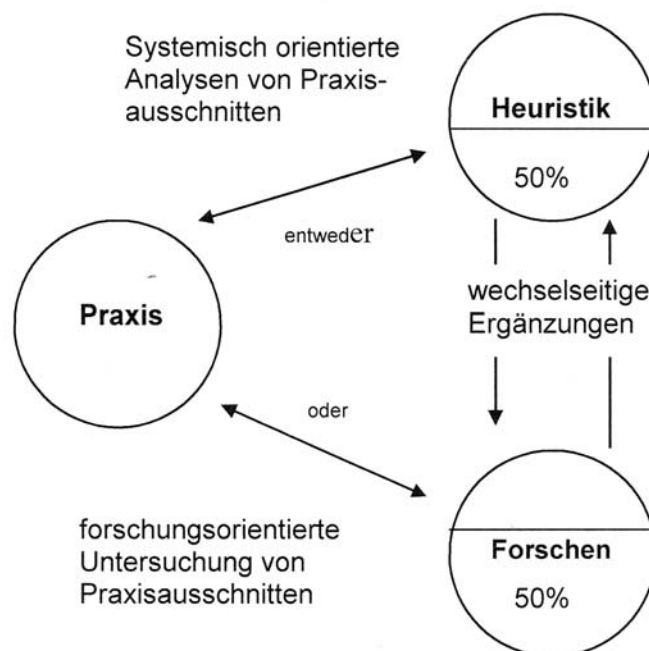 Systemisch orientierte
Analysen von Praxis-
ausschnitten
Heuristik
50%
entweder
Praxis
wechselseitige
Ergänzungen
oder
forschungsorientierte
Untersuchung von
Praxisausschnitten
Forschen
50%